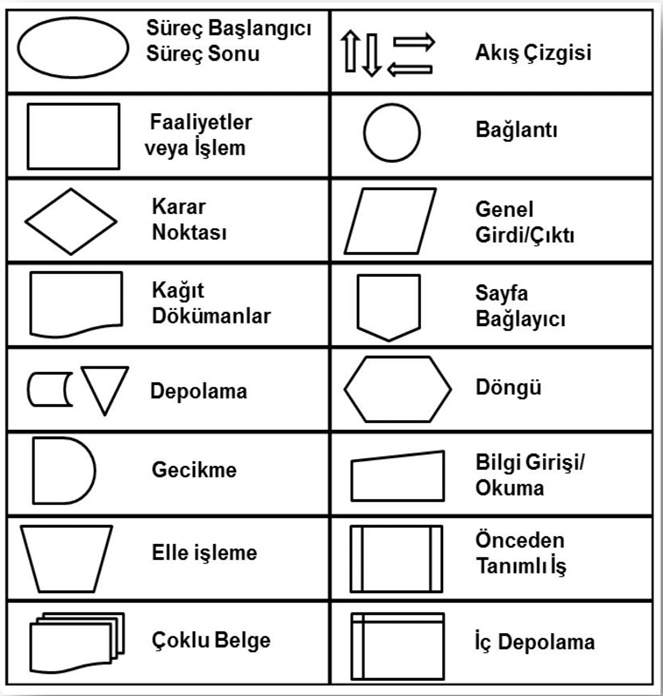 Süreç Başlangıcı
Süreç Sonu
Akış Çizgisi
Faaliyetler
veya İşlem
Bağlantı
Karar
Noktası
Genel
Girdi/Çıktı
Kağıt
Dökümanlar
Sayfa
Bağlayıcı
Depolama
Döngü
Gecikme
Bilgi Girişi/
Okuma
Elle işleme
Önceden
Tanımlı İş
Çoklu Belge
İç Depolama